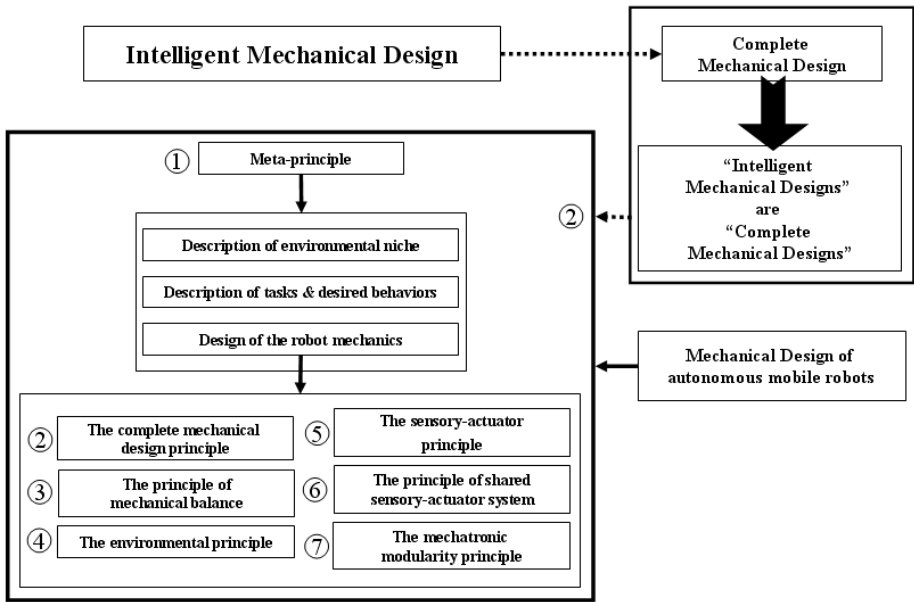 Intelligent Mechanical Design
Complete
Mechanical Design
“Intelligent
Mechanical Designs”
are
“Complete
Mechanical Designs”
②
① Meta-principle
Description of environmental niche
Description of tasks & desired behaviors
Design of the robot mechanics
Mechanical Design of
autonomous mobile robots
② The complete mechanical
design principle
③ The principle of
mechanical balance
④ The environmental principle
⑤ The sensory-actuator
principle
⑥ The principle of shared
sensory-actuator system
⑦ The mechatronic
modularity principle